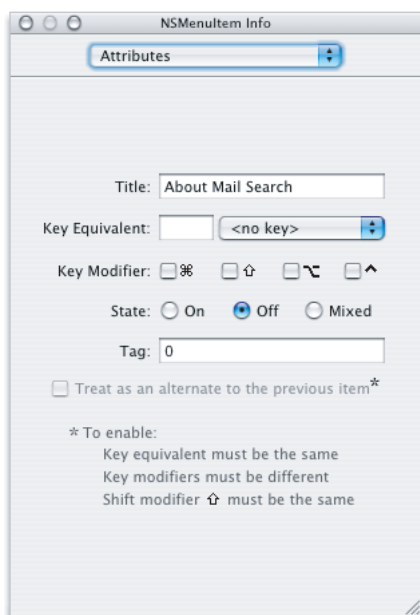 NSMenuItem Info
Attributes
Title: About Mail Search
Key Equivalent: <no key>
Key Modifier: ⌘ ⇧ ⌥ ^
State: On Off Mixed
Tag: 0
Treat as an alternate to the previous item*
* To enable:
Key equivalent must be the same
Key modifiers must be different
Shift modifier ⇧ must be the same